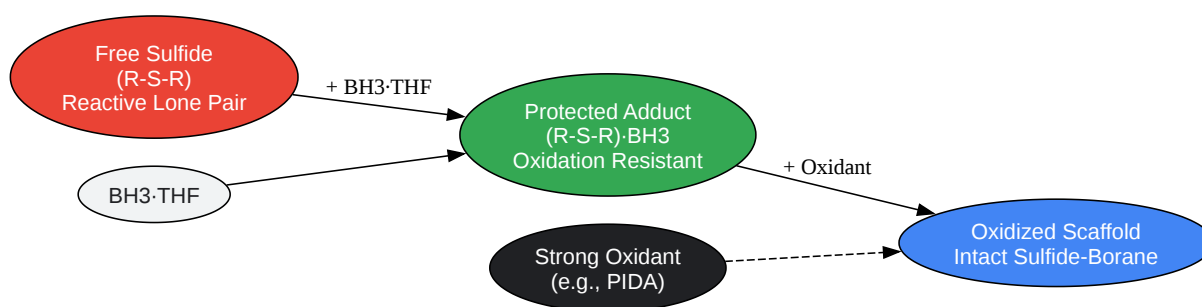 Free Sulfide
(R-S-R)
Reactive Lone Pair
+ BH3·THF
BH3·THF
Protected Adduct
(R-S-R)·BH3
Oxidation Resistant
+ Oxidant
Strong Oxidant
(e.g., PIDA)
Oxidized Scaffold
Intact Sulfide-Borane